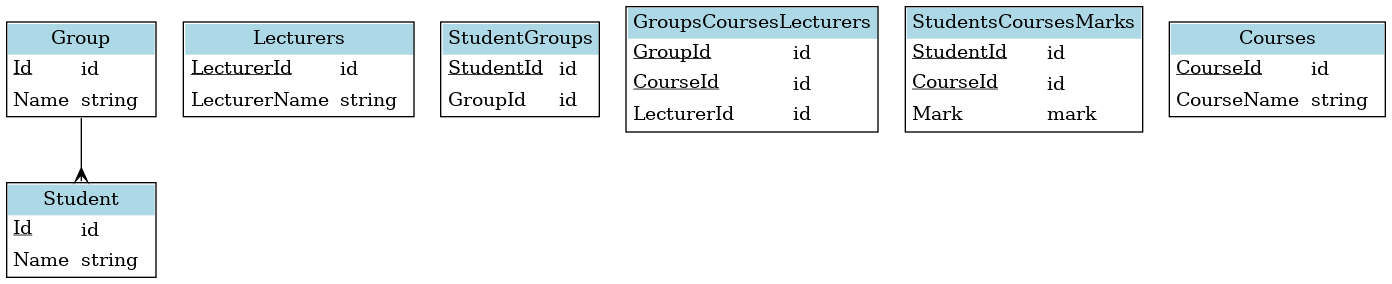 Group
Id id
Name string
Lecturers
LecturerId id
LecturerName string
StudentGroups
StudentId id
GroupId id
GroupsCoursesLecturers
GroupId id
CourseId id
LecturerId id
StudentsCoursesMarks
StudentId id
CourseId id
Mark mark
Courses
CourseId id
CourseName string
Student
Id id
Name string